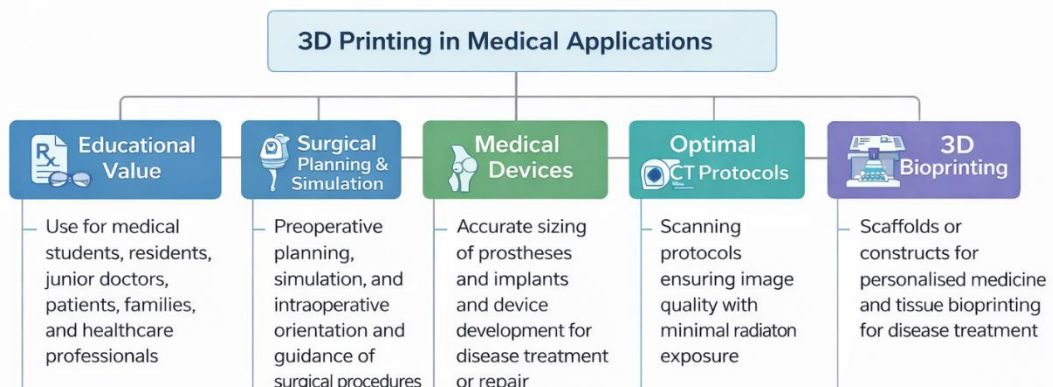 3D Printing in Medical Applications
Rx
Educational
Value
Use for medical
students, residents,
junior doctors,
patients, families,
and healthcare
professionals
Surgical
Planning &
Simulation
Preoperative
planning,
simulation, and
intraoperative
orientation and
guidance of
surgical procedures
Medical
Devices
Accurate sizing
of prostheses
and implants
and device
development for
disease treatment
or repair
Optimal
CT Protocols
Scanning
protocols
ensuring image
quality with
minimal radiaton
exposure
3D
Bioprinting
Scaffolds or
constructs for
personalised medicine
and tissue bioprinting
for disease treatment